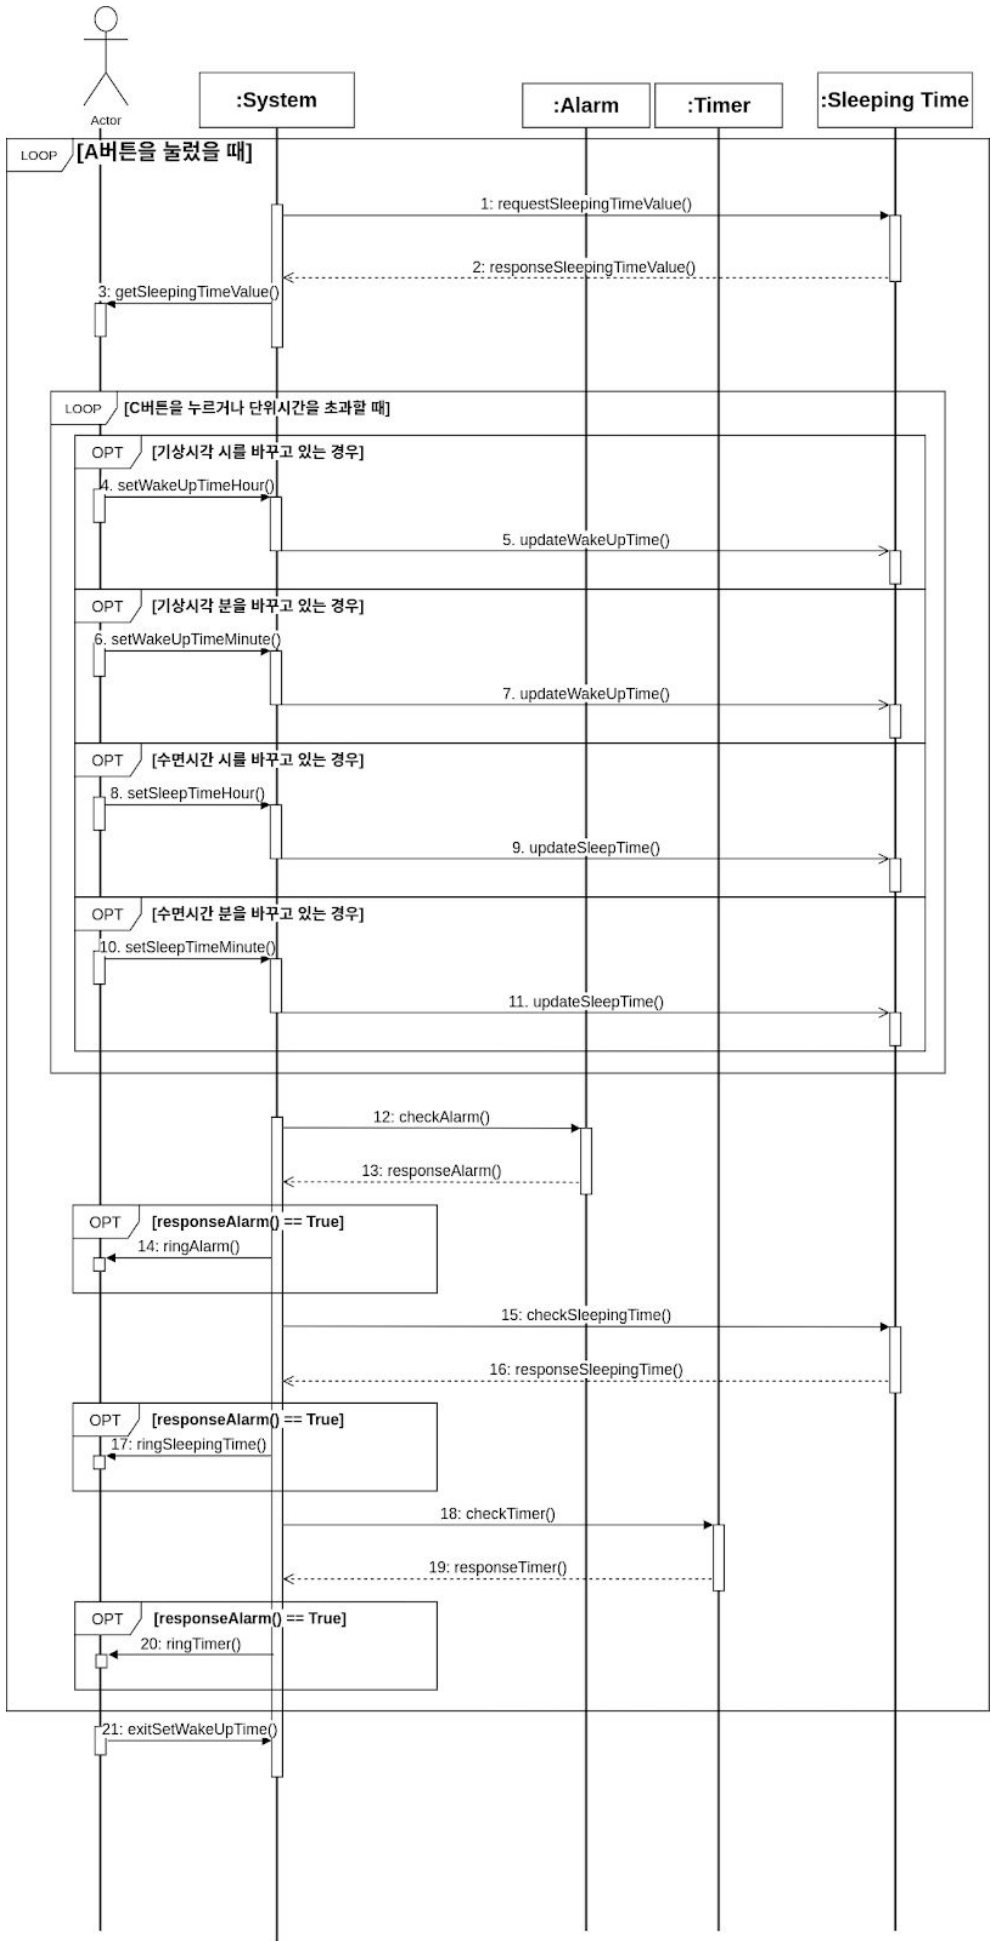 Actor
:System
:Alarm
:Timer
:Sleeping Time
LOOP
[A버튼을 눌렀을 때]
1: requestSleepingTimeValue()
2: responseSleepingTimeValue()
3: getSleepingTimeValue()
LOOP
[C버튼을 누르거나 단위시간을 초과할 때]
OPT
[기상시각 시를 바꾸고 있는 경우]
4. setWakeUpTimeHour()
5. updateWakeUpTime()
OPT
[기상시각 분을 바꾸고 있는 경우]
6. setWakeUpTimeMinute()
7. updateWakeUpTime()
OPT
[수면시간 시를 바꾸고 있는 경우]
8. setSleepTimeHour()
9. updateSleepTime()
OPT
[수면시간 분을 바꾸고 있는 경우]
10. setSleepTimeMinute()
11. updateSleepTime()
12: checkAlarm()
13: responseAlarm()
OPT
[responseAlarm() == True]
14: ringAlarm()
15: checkSleepingTime()
16: responseSleepingTime()
OPT
[responseAlarm() == True]
17: ringSleepingTime()
18: checkTimer()
19: responseTimer()
OPT
[responseAlarm() == True]
20: ringTimer()
21: exitSetWakeUpTime()